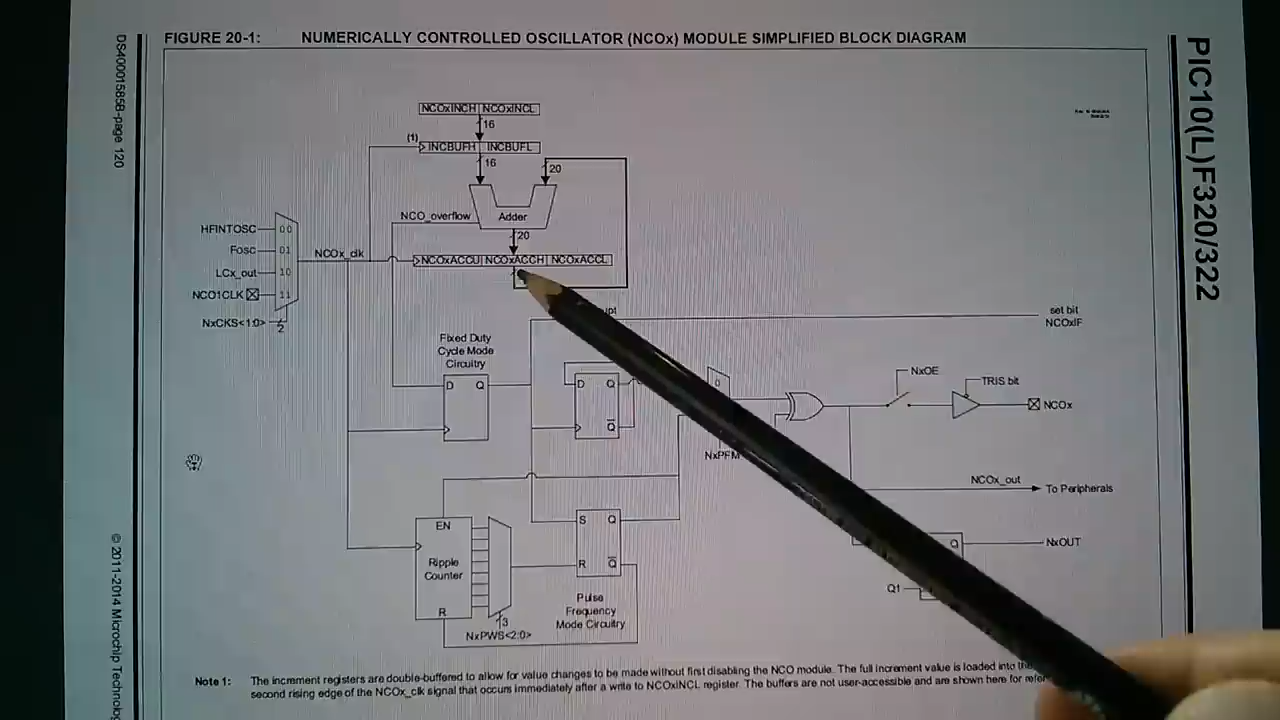 FIGURE 20-1: NUMERICALLY CONTROLLED OSCILLATOR (NCOx) MODULE SIMPLIFIED BLOCK DIAGRAM
PIC10(L)F320/322
DS40001585B-page 120
NCOxINCH NCOxINCL
16
(1)
INCBUFH INCBUFL
16
20
NCO_overflow
Adder
20
HFINTOSC 00
Fosc 01
NCOx_clk
NCOxACCU NCOxACCH NCOxACCL
LCx_out 10
NCO1CLK 11
NxCKS<1:0>
2
set bit
NCOxIF
Fixed Duty
Cycle Mode
Circuitry
D Q
D Q
Q
0
NxOE
TRIS bit
NCOx
NxPFM
NCOx_out
To Peripherals
EN
S Q
Q
NxOUT
Ripple
Counter
R Q
Q1
R
Pulse
Frequency
Mode Circuitry
3
NxPWS<2:0>
Note 1: The increment registers are double-buffered to allow for value changes to be made without first disabling the NCO module. The full increment value is loaded into the
second rising edge of the NCOx_clk signal that occurs immediately after a write to NCOxINCL register. The buffers are not user-accessible and are shown here for
© 2011-2014 Microchip